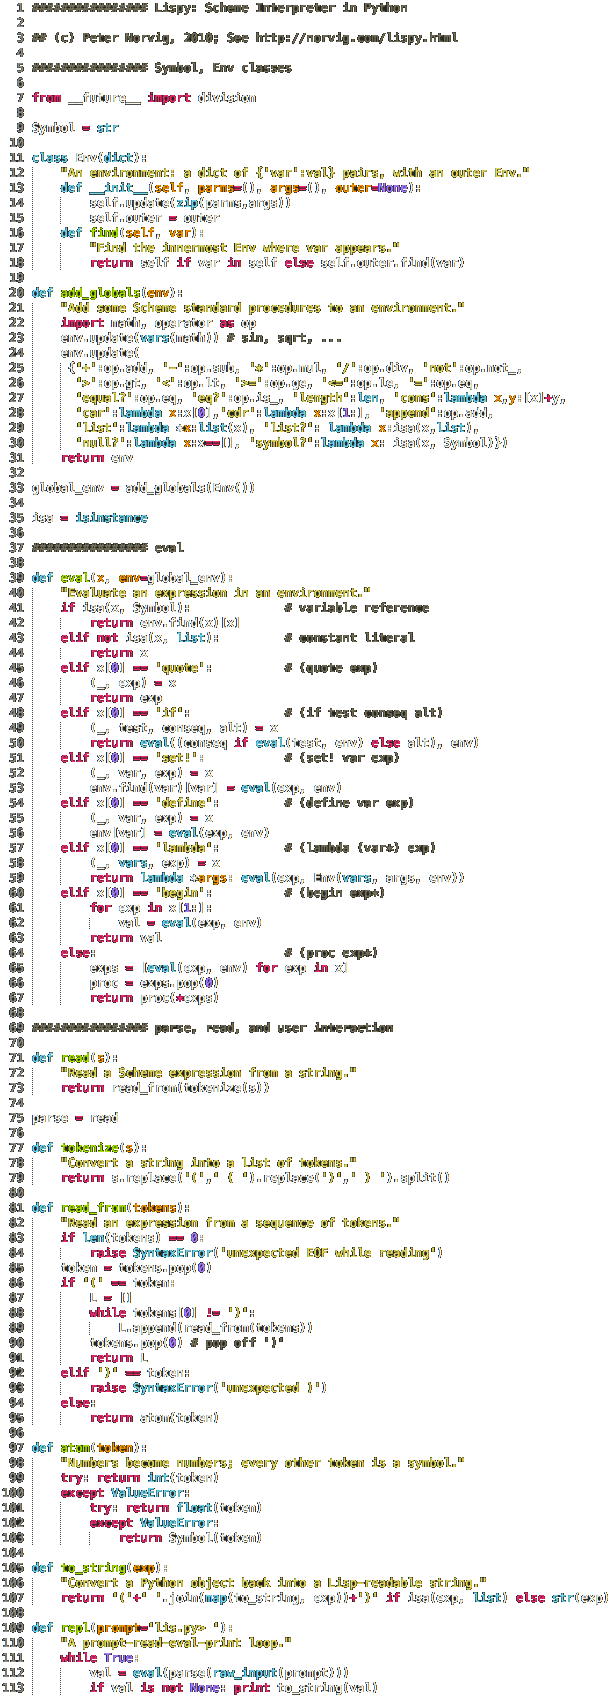 1 ################ Lispy: Scheme Interpreter in Python
2
3 ## (c) Peter Norvig, 2010; See http://norvig.com/lispy.html
4
5 ################ Symbol, Env classes
6
7 from __future__ import division
8
9 Symbol = str
10
11 class Env(dict):
12     "An environment: a dict of {'var':val} pairs, with an outer Env."
13     def __init__(self, parms=(), args=(), outer=None):
14         self.update(zip(parms,args))
15         self.outer = outer
16     def find(self, var):
17         "Find the innermost Env where var appears."
18         return self if var in self else self.outer.find(var)
19
20 def add_globals(env):
21     "Add some Scheme standard procedures to an environment."
22     import math, operator as op
23     env.update(vars(math)) # sin, sqrt, ...
24     env.update(
25      {'+':op.add, '-':op.sub, '*':op.mul, '/':op.div, 'not':op.not_,
26       '>':op.gt, '<':op.lt, '>=':op.ge, '<=':op.le, '=':op.eq,
27       'equal?':op.eq, 'eq?':op.is_, 'length':len, 'cons':lambda x,y:[x]+y,
28       'car':lambda x:x[0],'cdr':lambda x:x[1:], 'append':op.add,
29       'list':lambda *x:list(x), 'list?': lambda x:isa(x,list),
30       'null?':lambda x:x==[], 'symbol?':lambda x: isa(x, Symbol)})
31     return env
32
33 global_env = add_globals(Env())
34
35 isa = isinstance
36
37 ################ eval
38
39 def eval(x, env=global_env):
40     "Evaluate an expression in an environment."
41     if isa(x, Symbol):             # variable reference
42         return env.find(x)[x]
43     elif not isa(x, list):         # constant literal
44         return x
45     elif x[0] == 'quote':          # (quote exp)
46         (_, exp) = x
47         return exp
48     elif x[0] == 'if':             # (if test conseq alt)
49         (_, test, conseq, alt) = x
50         return eval((conseq if eval(test, env) else alt), env)
51     elif x[0] == 'set!':           # (set! var exp)
52         (_, var, exp) = x
53         env.find(var)[var] = eval(exp, env)
54     elif x[0] == 'define':         # (define var exp)
55         (_, var, exp) = x
56         env[var] = eval(exp, env)
57     elif x[0] == 'lambda':         # (lambda (var*) exp)
58         (_, vars, exp) = x
59         return lambda *args: eval(exp, Env(vars, args, env))
60     elif x[0] == 'begin':          # (begin exp*)
61         for exp in x[1:]:
62             val = eval(exp, env)
63         return val
64     else:                          # (proc exp*)
65         exps = [eval(exp, env) for exp in x]
66         proc = exps.pop(0)
67         return proc(*exps)
68
69 ################ parse, read, and user interaction
70
71 def read(s):
72     "Read a Scheme expression from a string."
73     return read_from(tokenize(s))
74
75 parse = read
76
77 def tokenize(s):
78     "Convert a string into a list of tokens."
79     return s.replace('(',' ( ').replace(')',' ) ').split()
80
81 def read_from(tokens):
82     "Read an expression from a sequence of tokens."
83     if len(tokens) == 0:
84         raise SyntaxError('unexpected EOF while reading')
85     token = tokens.pop(0)
86     if '(' == token:
87         L = []
88         while tokens[0] != ')':
89             L.append(read_from(tokens))
90         tokens.pop(0) # pop off ')'
91         return L
92     elif ')' == token:
93         raise SyntaxError('unexpected )')
94     else:
95         return atom(token)
96
97 def atom(token):
98     "Numbers become numbers; every other token is a symbol."
99     try: return int(token)
100     except ValueError:
101         try: return float(token)
102         except ValueError:
103             return Symbol(token)
104
105 def to_string(exp):
106     "Convert a Python object back into a Lisp-readable string."
107     return '('+' '.join(map(to_string, exp))+')' if isa(exp, list) else str(exp)
108
109 def repl(prompt='lis.py> '):
110     "A prompt-read-eval-print loop."
111     while True:
112         val = eval(parse(raw_input(prompt)))
113         if val is not None: print to_string(val)